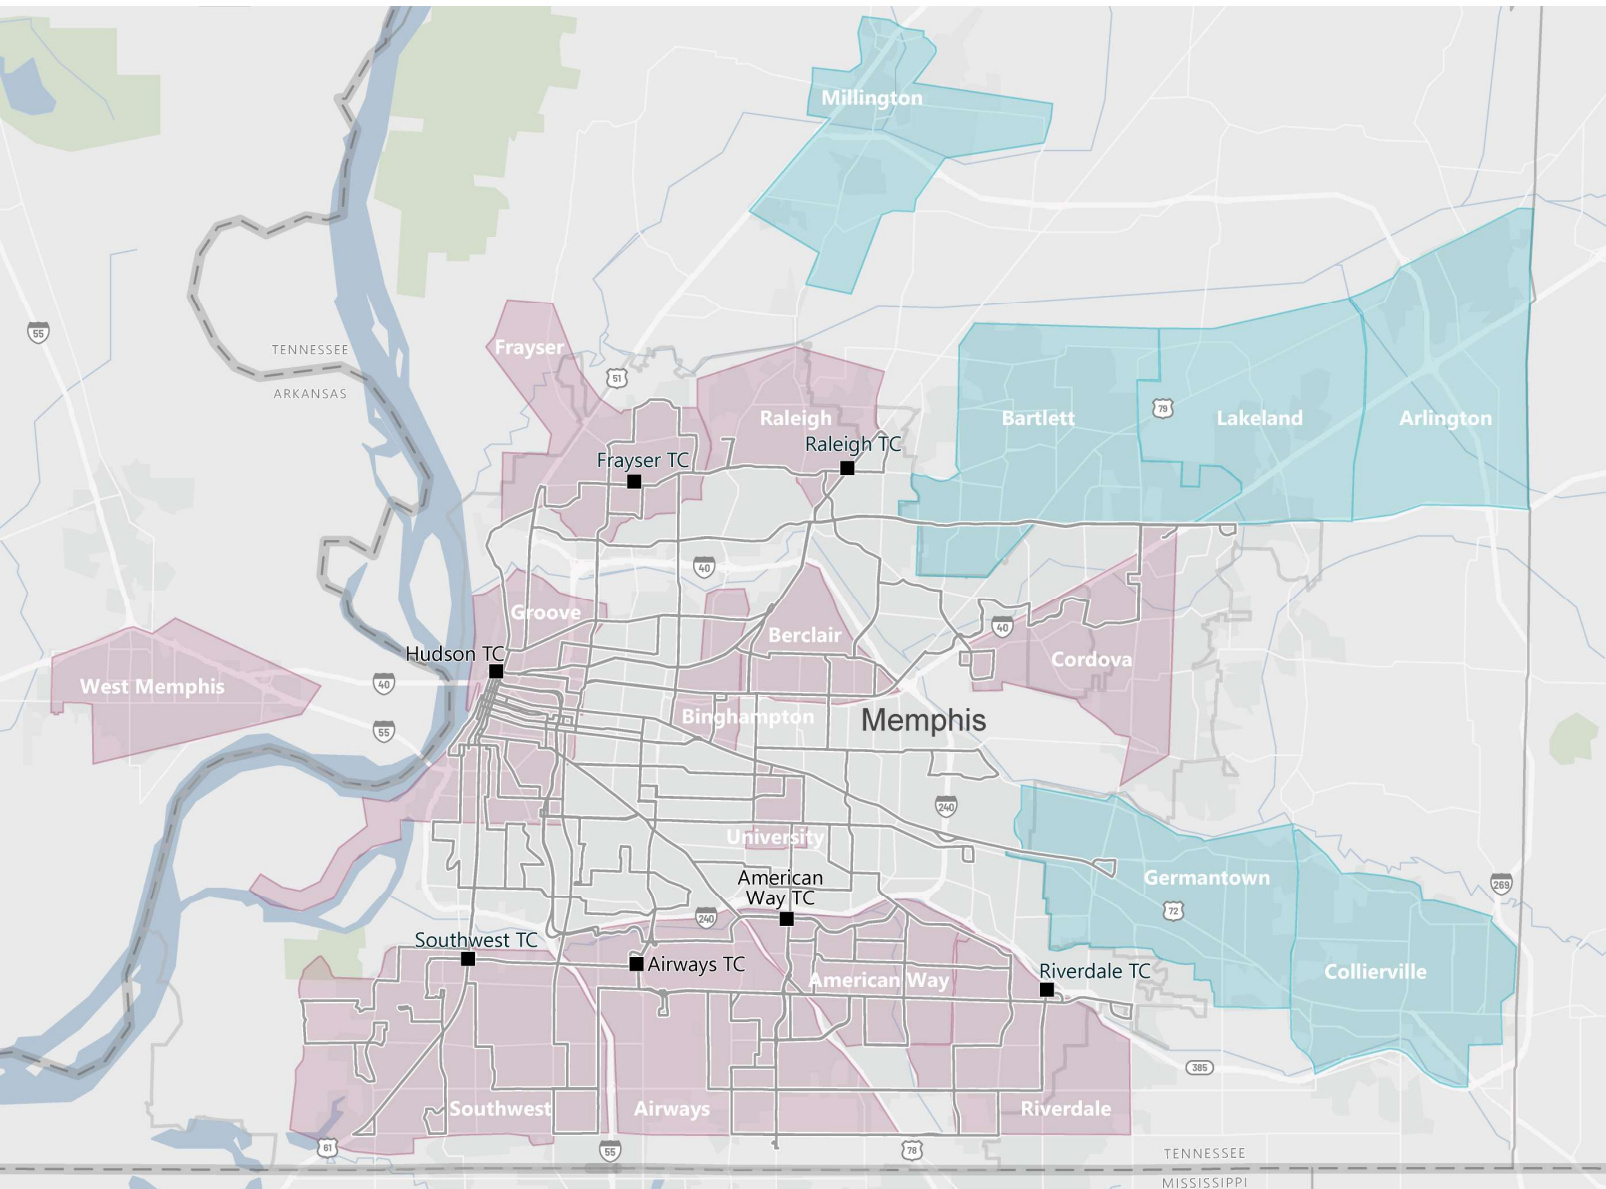 Millington
55
TENNESSEE
ARKANSAS
Frayser
51
Raleigh
Raleigh TC
Frayser TC
Bartlett
79
Lakeland
Arlington
40
Groove
Hudson TC
Berclair
40
Cordova
West Memphis
40
55
Binghampton
Memphis
240
University
American
Way TC
Germantown
269
72
240
Southwest TC
Airways TC
American Way
Riverdale TC
Collierville
385
Southwest
Airways
Riverdale
61
55
78
TENNESSEE
MISSISSIPPI